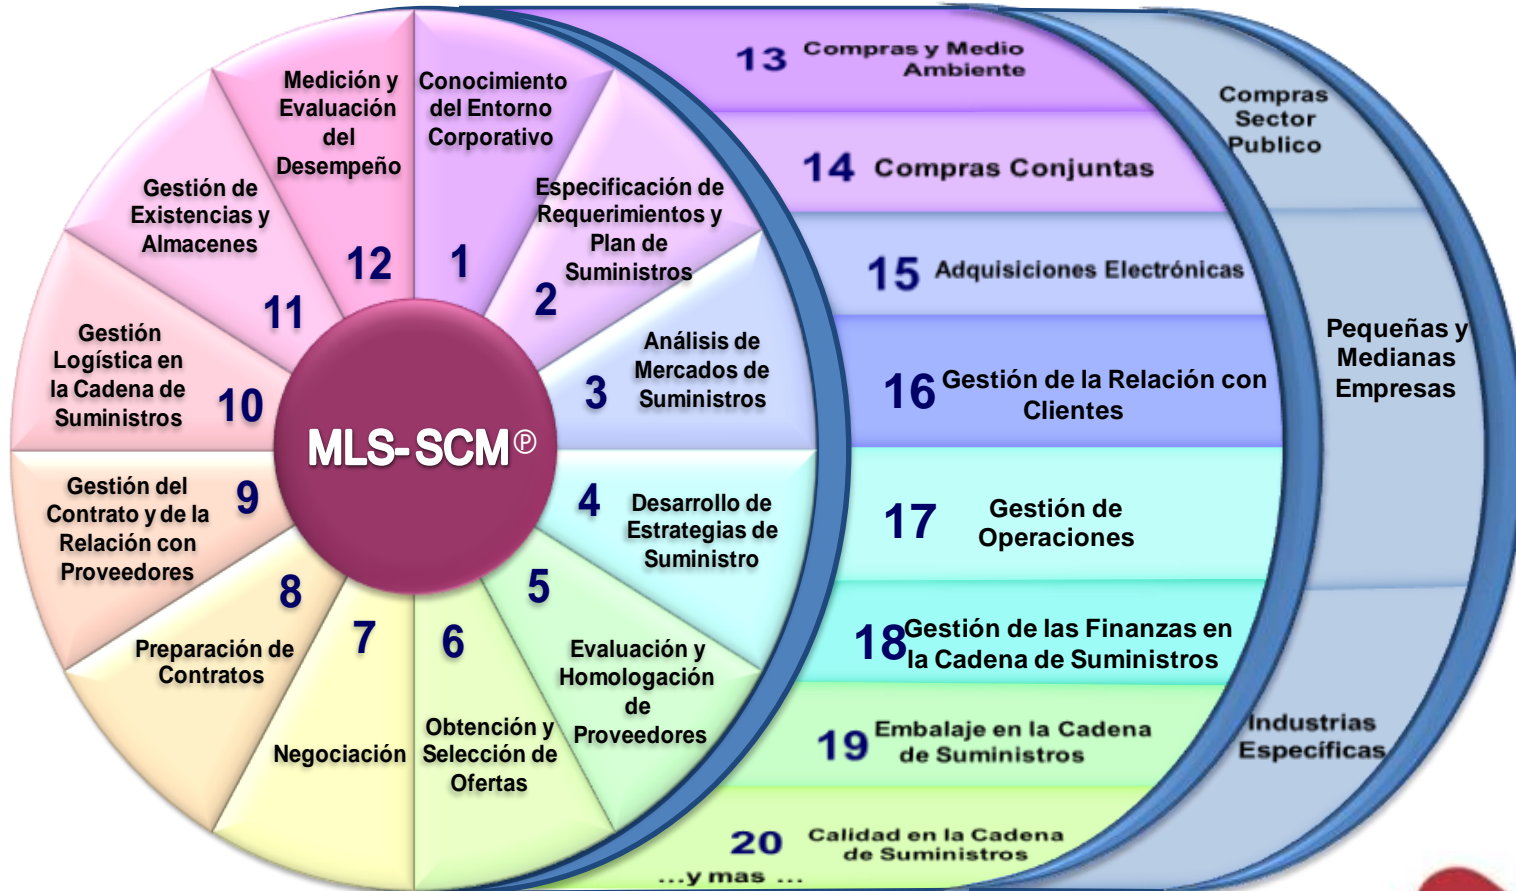 MLS-SCM℗
1
Conocimiento
del Entorno
Corporativo
2
Especificación de
Requerimientos y
Plan de
Suministros
3
Análisis de
Mercados de
Suministros
4
Desarrollo de
Estrategias de
Suministro
5
Evaluación y
Homologación
de
Proveedores
6
Obtención y
Selección de
Ofertas
7
Negociación
8
Preparación de
Contratos
9
Gestión del
Contrato y de la
Relación con
Proveedores
10
Gestión
Logística en
la Cadena de
Suministros
11
Gestión de
Existencias y
Almacenes
12
Medición y
Evaluación
del
Desempeño
13 Compras y Medio
Ambiente
14 Compras Conjuntas
15 Adquisiciones Electrónicas
16 Gestión de la Relación con
Clientes
17 Gestión de
Operaciones
18 Gestión de las Finanzas en
la Cadena de Suministros
19 Embalaje en la Cadena
de Suministros
20 Calidad en la Cadena
de Suministros
...y mas ...
Compras
Sector
Publico
Pequeñas y
Medianas
Empresas
Industrias
Específicas